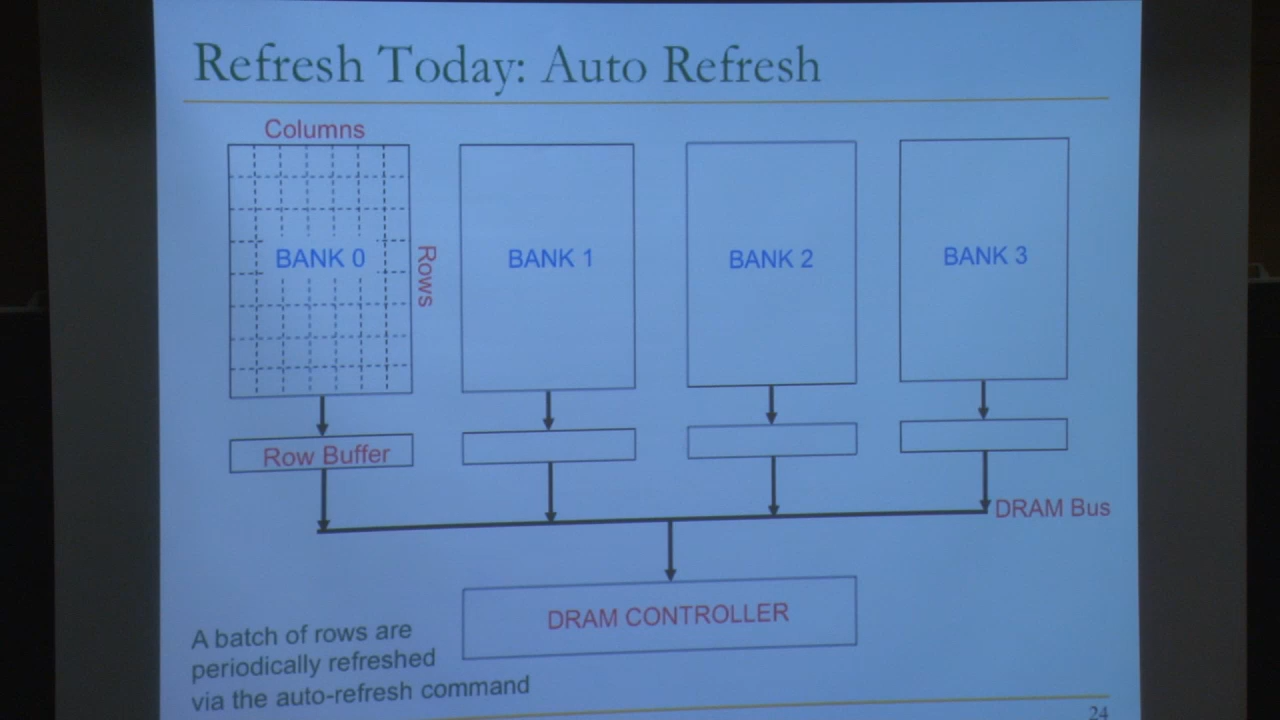 Refresh Today: Auto Refresh
Columns
BANK 0
BANK 1
BANK 2
BANK 3
Rows
Row Buffer
DRAM Bus
DRAM CONTROLLER
A batch of rows are
periodically refreshed
via the auto-refresh command
24